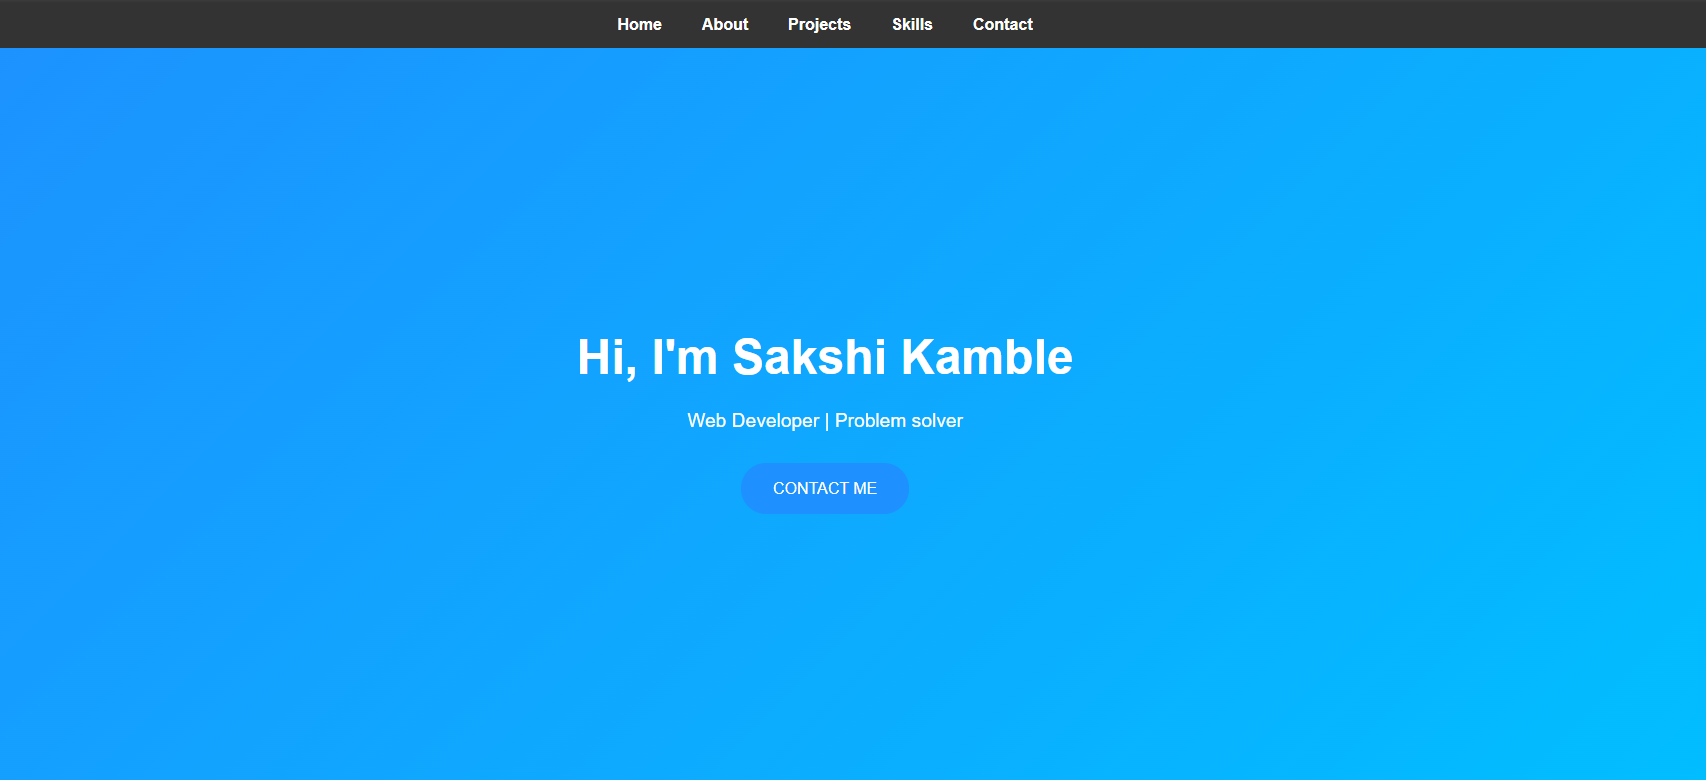 Home About Projects Skills Contact
Hi, I'm Sakshi Kamble
Web Developer | Problem solver
CONTACT ME